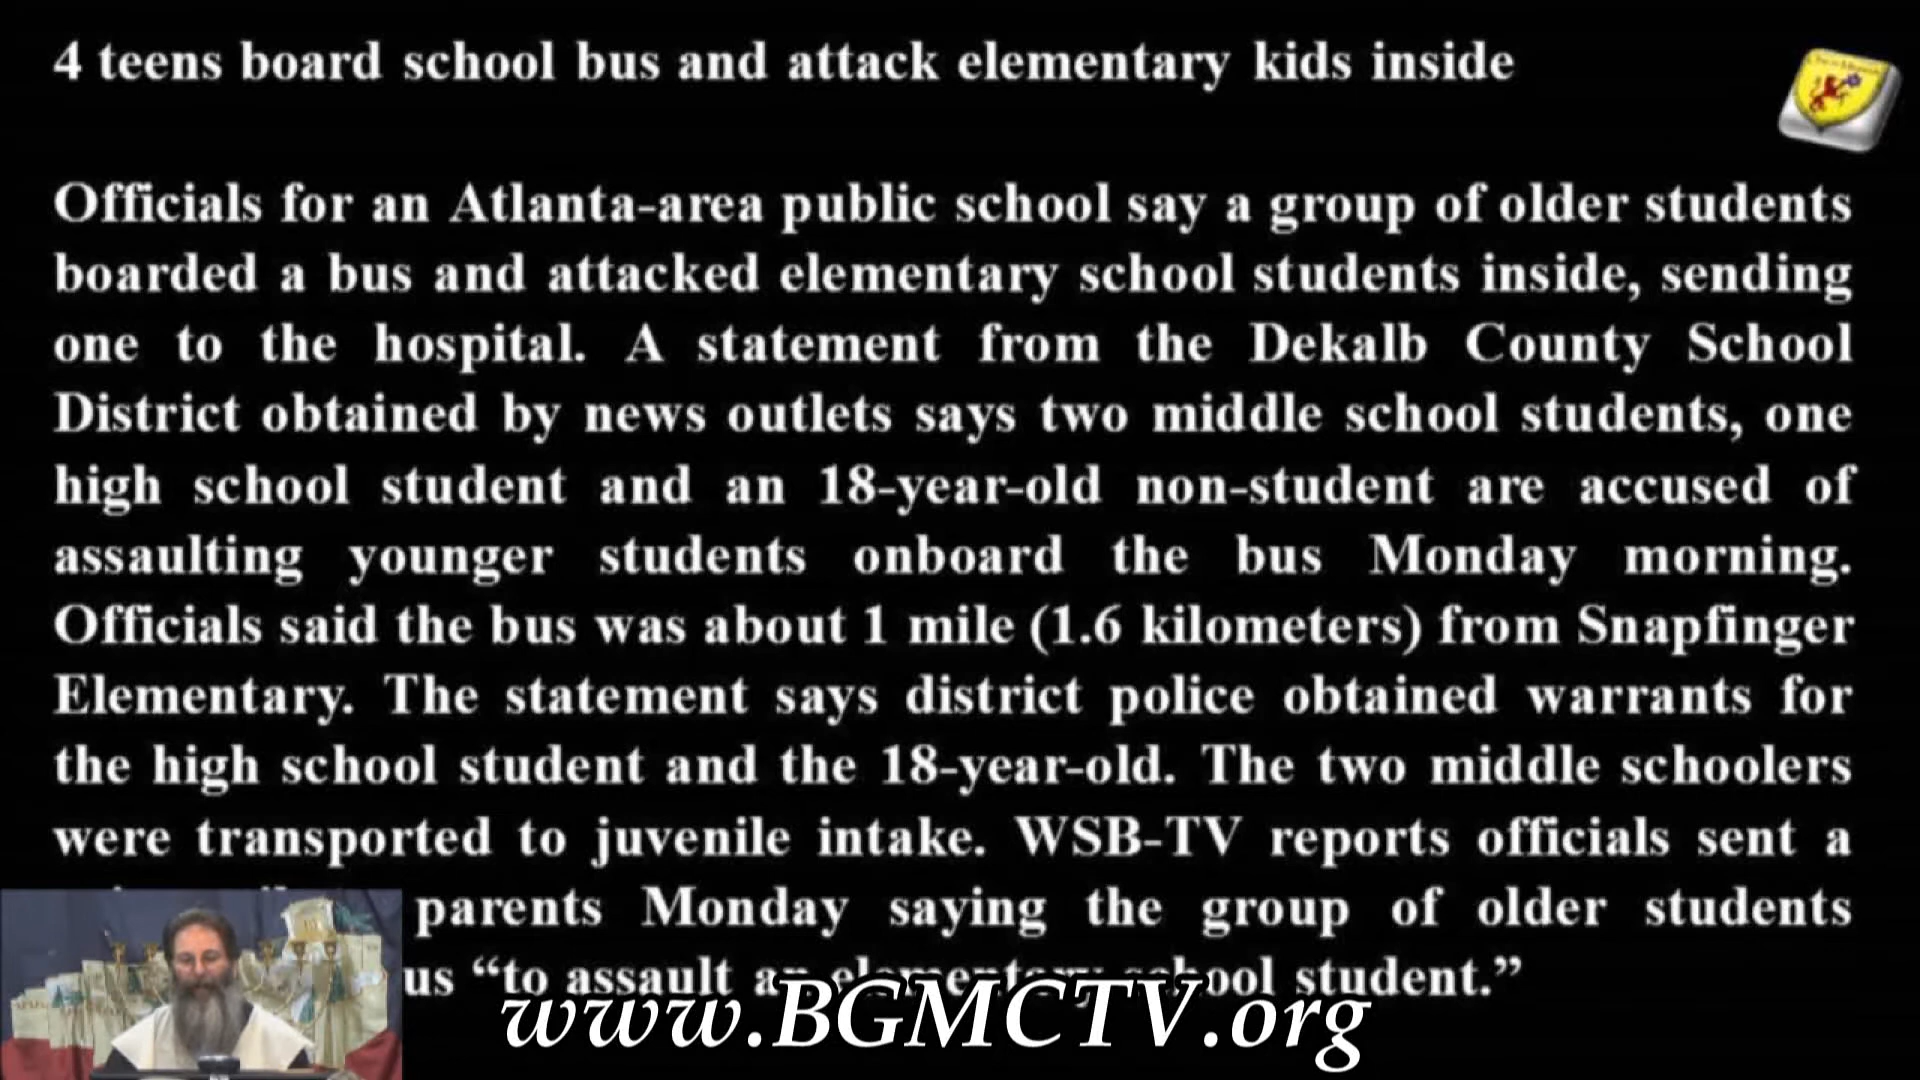 4 teens board school bus and attack elementary kids inside
Officials for an Atlanta-area public school say a group of older students
boarded a bus and attacked elementary school students inside, sending
one to the hospital. A statement from the Dekalb County School
District obtained by news outlets says two middle school students, one
high school student and an 18-year-old non-student are accused of
assaulting younger students onboard the bus Monday morning.
Officials said the bus was about 1 mile (1.6 kilometers) from Snapfinger
Elementary. The statement says district police obtained warrants for
the high school student and the 18-year-old. The two middle schoolers
were transported to juvenile intake. WSB-TV reports officials sent a
parents Monday saying the group of older students
us “to assault an elementary school student.”
www.BGMCTV.org